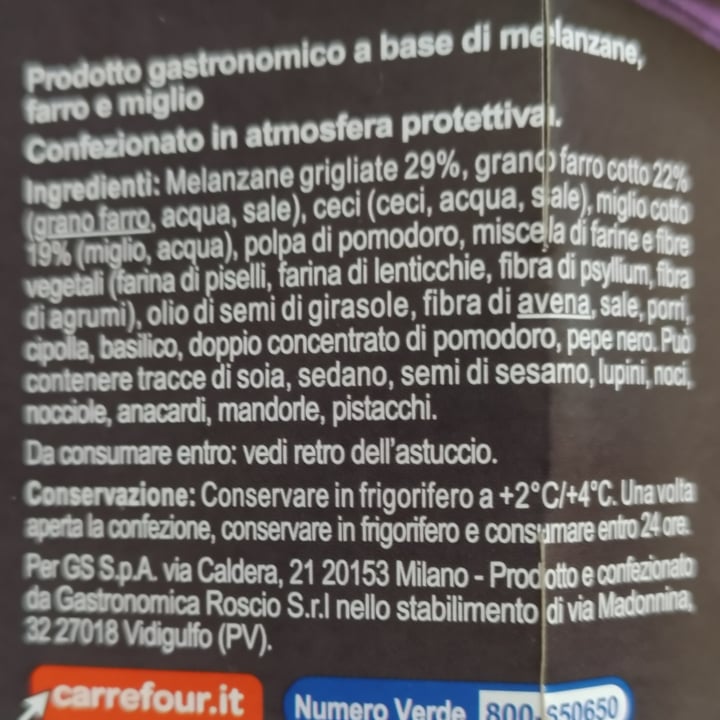 Prodotto gastronomico a base di melanzane,
farro e miglio
Confezionato in atmosfera protettiva.
Ingredienti: Melanzane grigliate 29%, grano farro cotto 22%
(grano farro, acqua, sale), ceci (ceci, acqua, sale), miglio cotto
19% (miglio, acqua), polpa di pomodoro, miscela di farine e fibre
vegetali (farina di piselli, farina di lenticchie, fibra di psyllium, fibra
di agrumi), olio di semi di girasole, fibra di avena, sale, porri,
cipolla, basilico, doppio concentrato di pomodoro, pepe nero. Può
contenere tracce di soia, sedano, semi di sesamo, lupini, noci,
nocciole, anacardi, mandorle, pistacchi.
Da consumare entro: vedi retro dell'astuccio.
Conservazione: Conservare in frigorifero a +2°C/+4°C. Una volta
aperta la confezione, conservare in frigorifero e consumare entro 24 ore.
Per GS S.p.A. via Caldera, 21 20153 Milano - Prodotto e confezionato
da Gastronomica Roscio S.r.l nello stabilimento di via Madonnina,
32 27018 Vidigulfo (PV).
carrefour.it
Numero Verde 800-